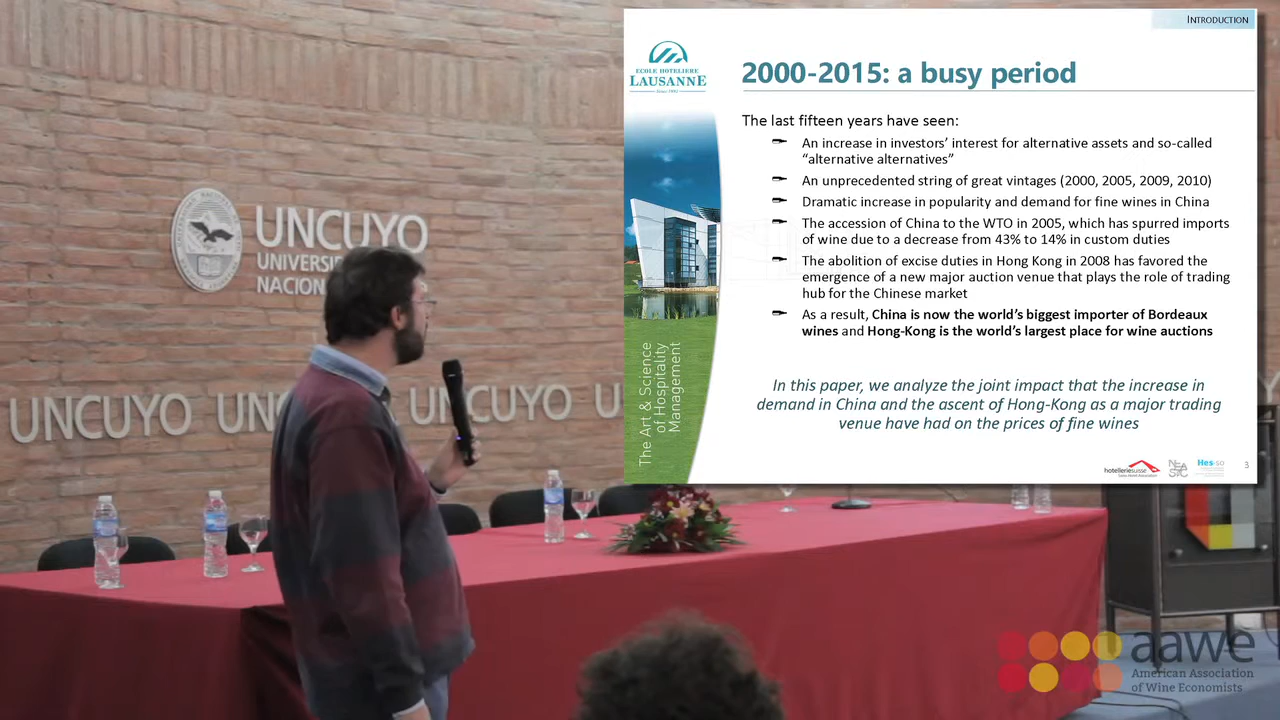 INTRODUCTION
ECOLE HOTELIERE
LAUSANNE
2000-2015: a busy period
The last fifteen years have seen:
An increase in investors' interest for alternative assets and so-called
“alternative alternatives”
An unprecedented string of great vintages (2000, 2005, 2009, 2010)
Dramatic increase in popularity and demand for fine wines in China
The accession of China to the WTO in 2005, which has spurred imports
of wine due to a decrease from 43% to 14% in custom duties
The abolition of excise duties in Hong Kong in 2008 has favored the
emergence of a new major auction venue that plays the role of trading
hub for the Chinese market
As a result, China is now the world's biggest importer of Bordeaux
wines and Hong-Kong is the world's largest place for wine auctions
In this paper, we analyze the joint impact that the increase in
demand in China and the ascent of Hong-Kong as major trading
venue have had on the prices of fine wines
The Art & Science
of Hospitality
Management
hotelleriesuisse
Hes-so
3
UNCUYO
UNIVERSI
NACION
UNCUYO UNC UNCUYO U
aawe
American Association
of Wine Economists